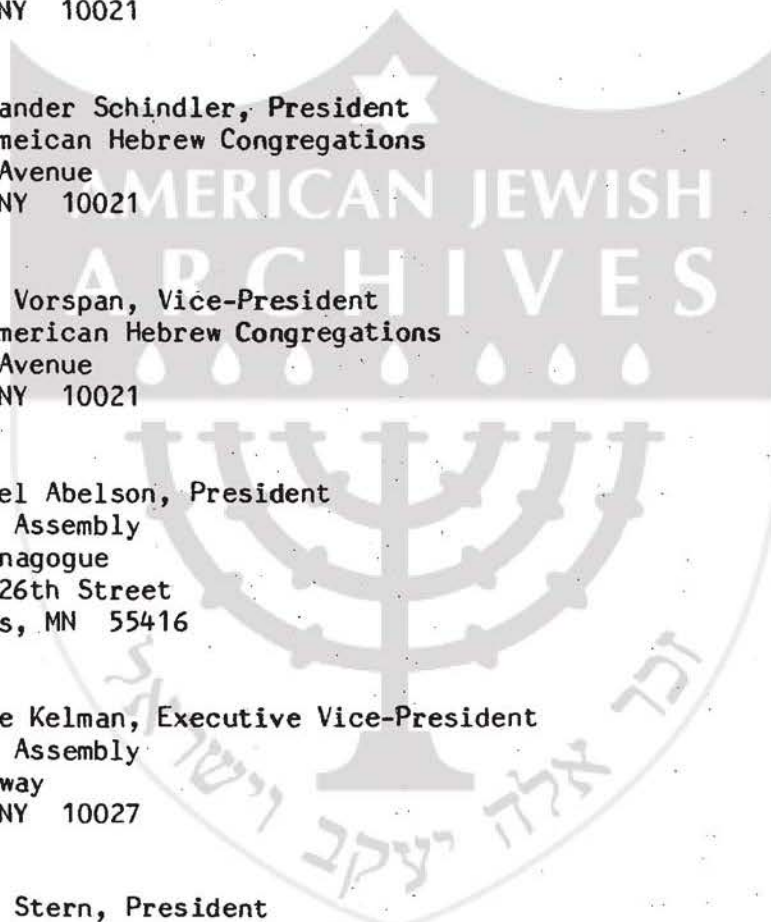 NY 10021
ander Schindler, President
meican Hebrew Congregations
Avenue
NY 10021
AMERICAN JEWISH
ARCHIVES
Vorspan, Vice-President
merican Hebrew Congregations
Avenue
NY 10021
el Abelson, President
Assembly
nagogue
26th Street
s, MN 55416
e Kelman, Executive Vice-President
Assembly
way
NY 10027
זכר אלה יעקב וישראל
Stern, President